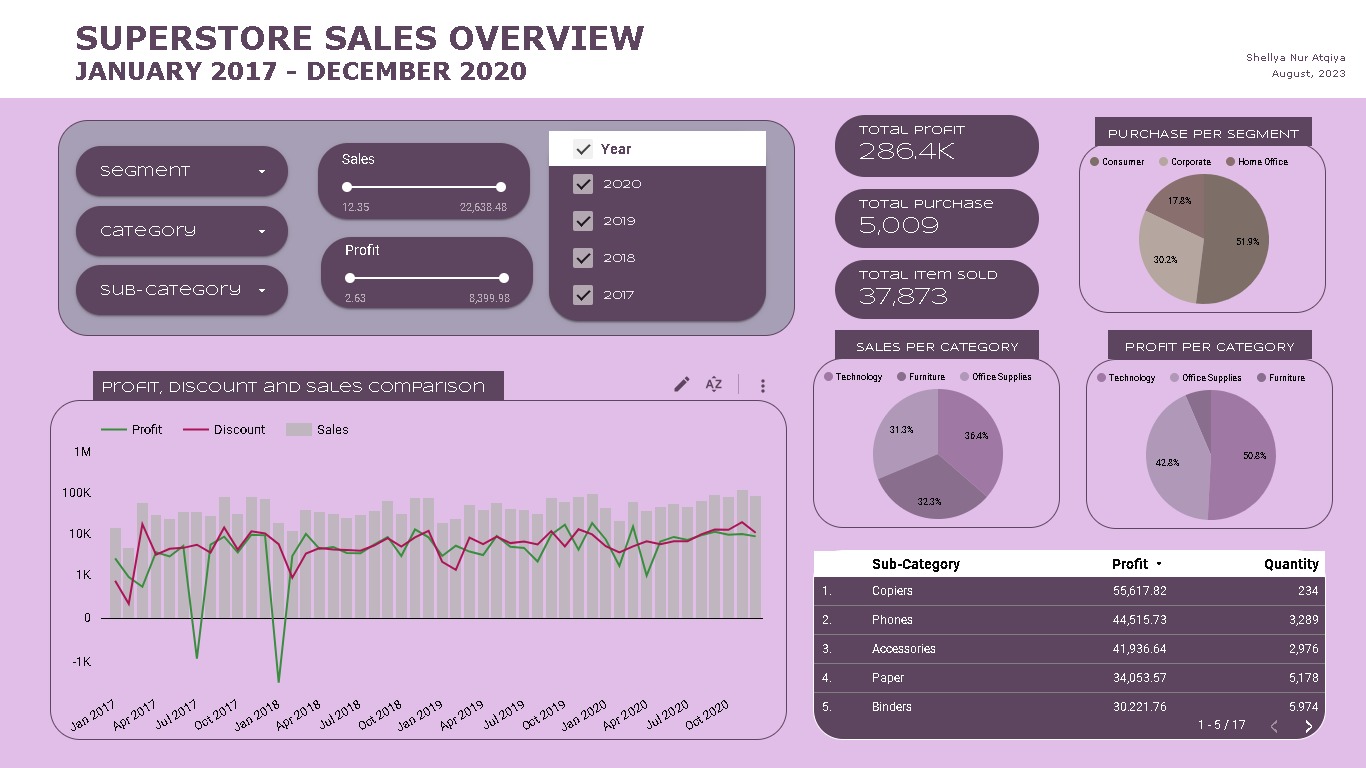 SUPERSTORE SALES OVERVIEW
JANUARY 2017 - DECEMBER 2020
Shellya Nur Atqiya
August, 2023
segment
category
sub-category
Sales
12.35 22,638.48
Profit
2.63 8,399.98
Year
2020
2019
2018
2017
Total Profit
286.4K
Total Purchase
5,009
Total Item Sold
37,873
PURCHASE PER SEGMENT
Consumer Corporate Home Office
17.8%
51.9%
30.2%
SALES PER CATEGORY
Technology Furniture Office Supplies
31.3%
36.4%
32.3%
PROFIT PER CATEGORY
Technology Office Supplies Furniture
42.8%
50.8%
Profit, Discount and Sales Comparison
AZ
Profit Discount Sales
1M
100K
10K
1K
0
-1K
Jan 2017 Apr 2017 Jul 2017 Oct 2017 Jan 2018 Apr 2018 Jul 2018 Oct 2018 Jan 2019 Apr 2019 Jul 2019 Oct 2019 Jan 2020 Apr 2020 Jul 2020 Oct 2020
Sub-Category Profit Quantity
1. Copiers 55,617.82 234
2. Phones 44,515.73 3,289
3. Accessories 41,936.64 2,976
4. Paper 34,053.57 5,178
5. Binders 30,221.76 5,974
1 - 5 / 17